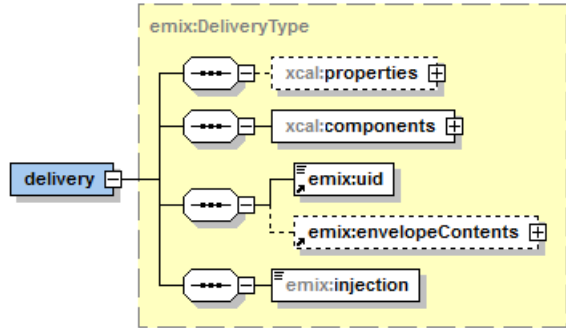 emix:DeliveryType
xcal:properties
xcal:components
delivery
emix:uid
emix:envelopeContents
emix:injection